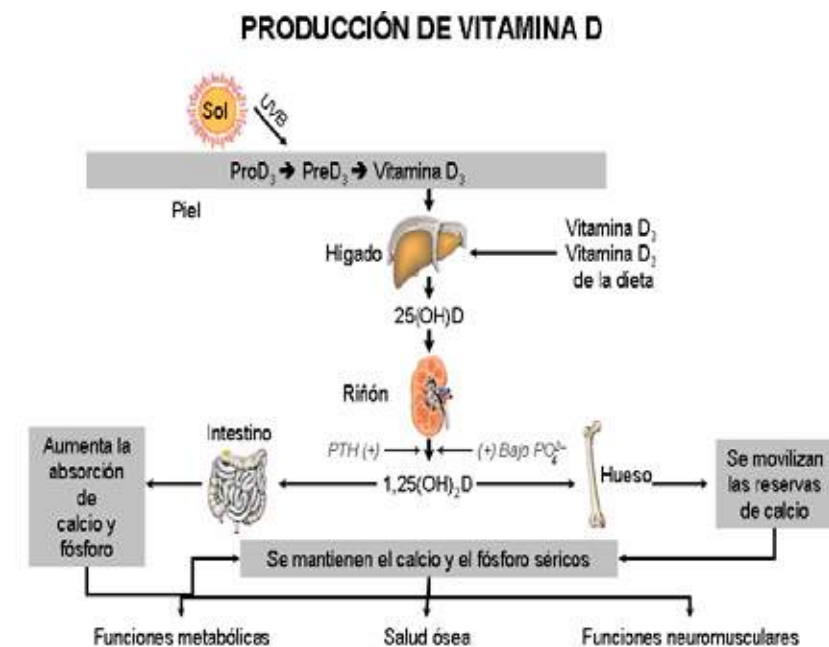 PRODUCCIÓN DE VITAMINA D
Sol
UVB
ProD3 → PreD3 → Vitamina D3
Piel
Hígado
Vitamina D3
Vitamina D2
de la dieta
25(OH)D
Riñón
PTH (+)
(+) Bajo PO4 3-
Intestino
Aumenta la
absorción
de
calcio y
fósforo
1,25(OH)2D
Hueso
Se movilizan
las reservas
de calcio
Se mantienen el calcio y el fósforo séricos
Funciones metabólicas
Salud ósea
Funciones neuromusculares